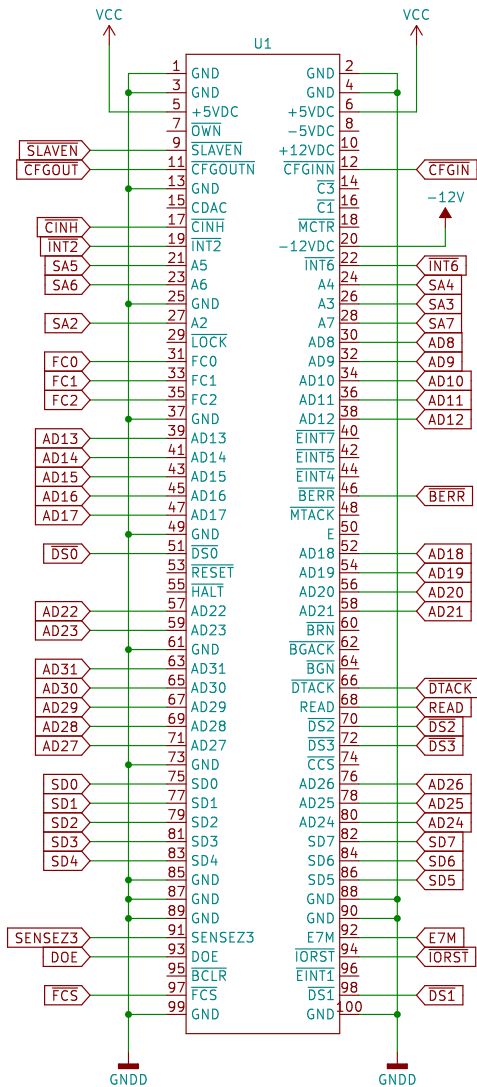 VCC VCC
U1
1 GND GND 2
3 GND GND 4
5 +5VDC +5VDC 6
7 OWN -5VDC 8
SLAVEN 9 SLAVEN +12VDC 10
CFGOUT 11 CFGOUTN CFGINN 12 CFGIN
13 GND C3 14
15 CDAC C1 16
-12V
CINH 17 CINH MCTR 18
INT2 19 INT2 -12VDC 20
SA5 21 A5 INT6 22 INT6
SA6 23 A6 A4 24 SA4
25 GND A3 26 SA3
SA2 27 A2 A7 28 SA7
29 LOCK AD8 30 AD8
FC0 31 FC0 AD9 32 AD9
FC1 33 FC1 AD10 34 AD10
FC2 35 FC2 AD11 36 AD11
37 GND AD12 38 AD12
AD13 39 AD13 EINT7 40
AD14 41 AD14 EINT5 42
AD15 43 AD15 EINT4 44
AD16 45 AD16 BERR 46 BERR
AD17 47 AD17 MTACK 48
49 GND E 50
DS0 51 DS0 AD18 52 AD18
53 RESET AD19 54 AD19
55 HALT AD20 56 AD20
AD22 57 AD22 AD21 58 AD21
AD23 59 AD23 BRN 60
61 GND BGACK 62
AD31 63 AD31 BGN 64
AD30 65 AD30 DTACK 66 DTACK
AD29 67 AD29 READ 68 READ
AD28 69 AD28 DS2 70 DS2
AD27 71 AD27 DS3 72 DS3
73 GND CCS 74
SD0 75 SD0 AD26 76 AD26
SD1 77 SD1 AD25 78 AD25
SD2 79 SD2 AD24 80 AD24
SD3 81 SD3 SD7 82 SD7
SD4 83 SD4 SD6 84 SD6
85 GND SD5 86 SD5
87 GND GND 88
89 GND GND 90
SENSEZ3 91 SENSEZ3 E7M 92 E7M
DOE 93 DOE IORST 94 IORST
95 BCLR EINT1 96
FCS 97 FCS DS1 98 DS1
99 GND GND 100
GNDD GNDD